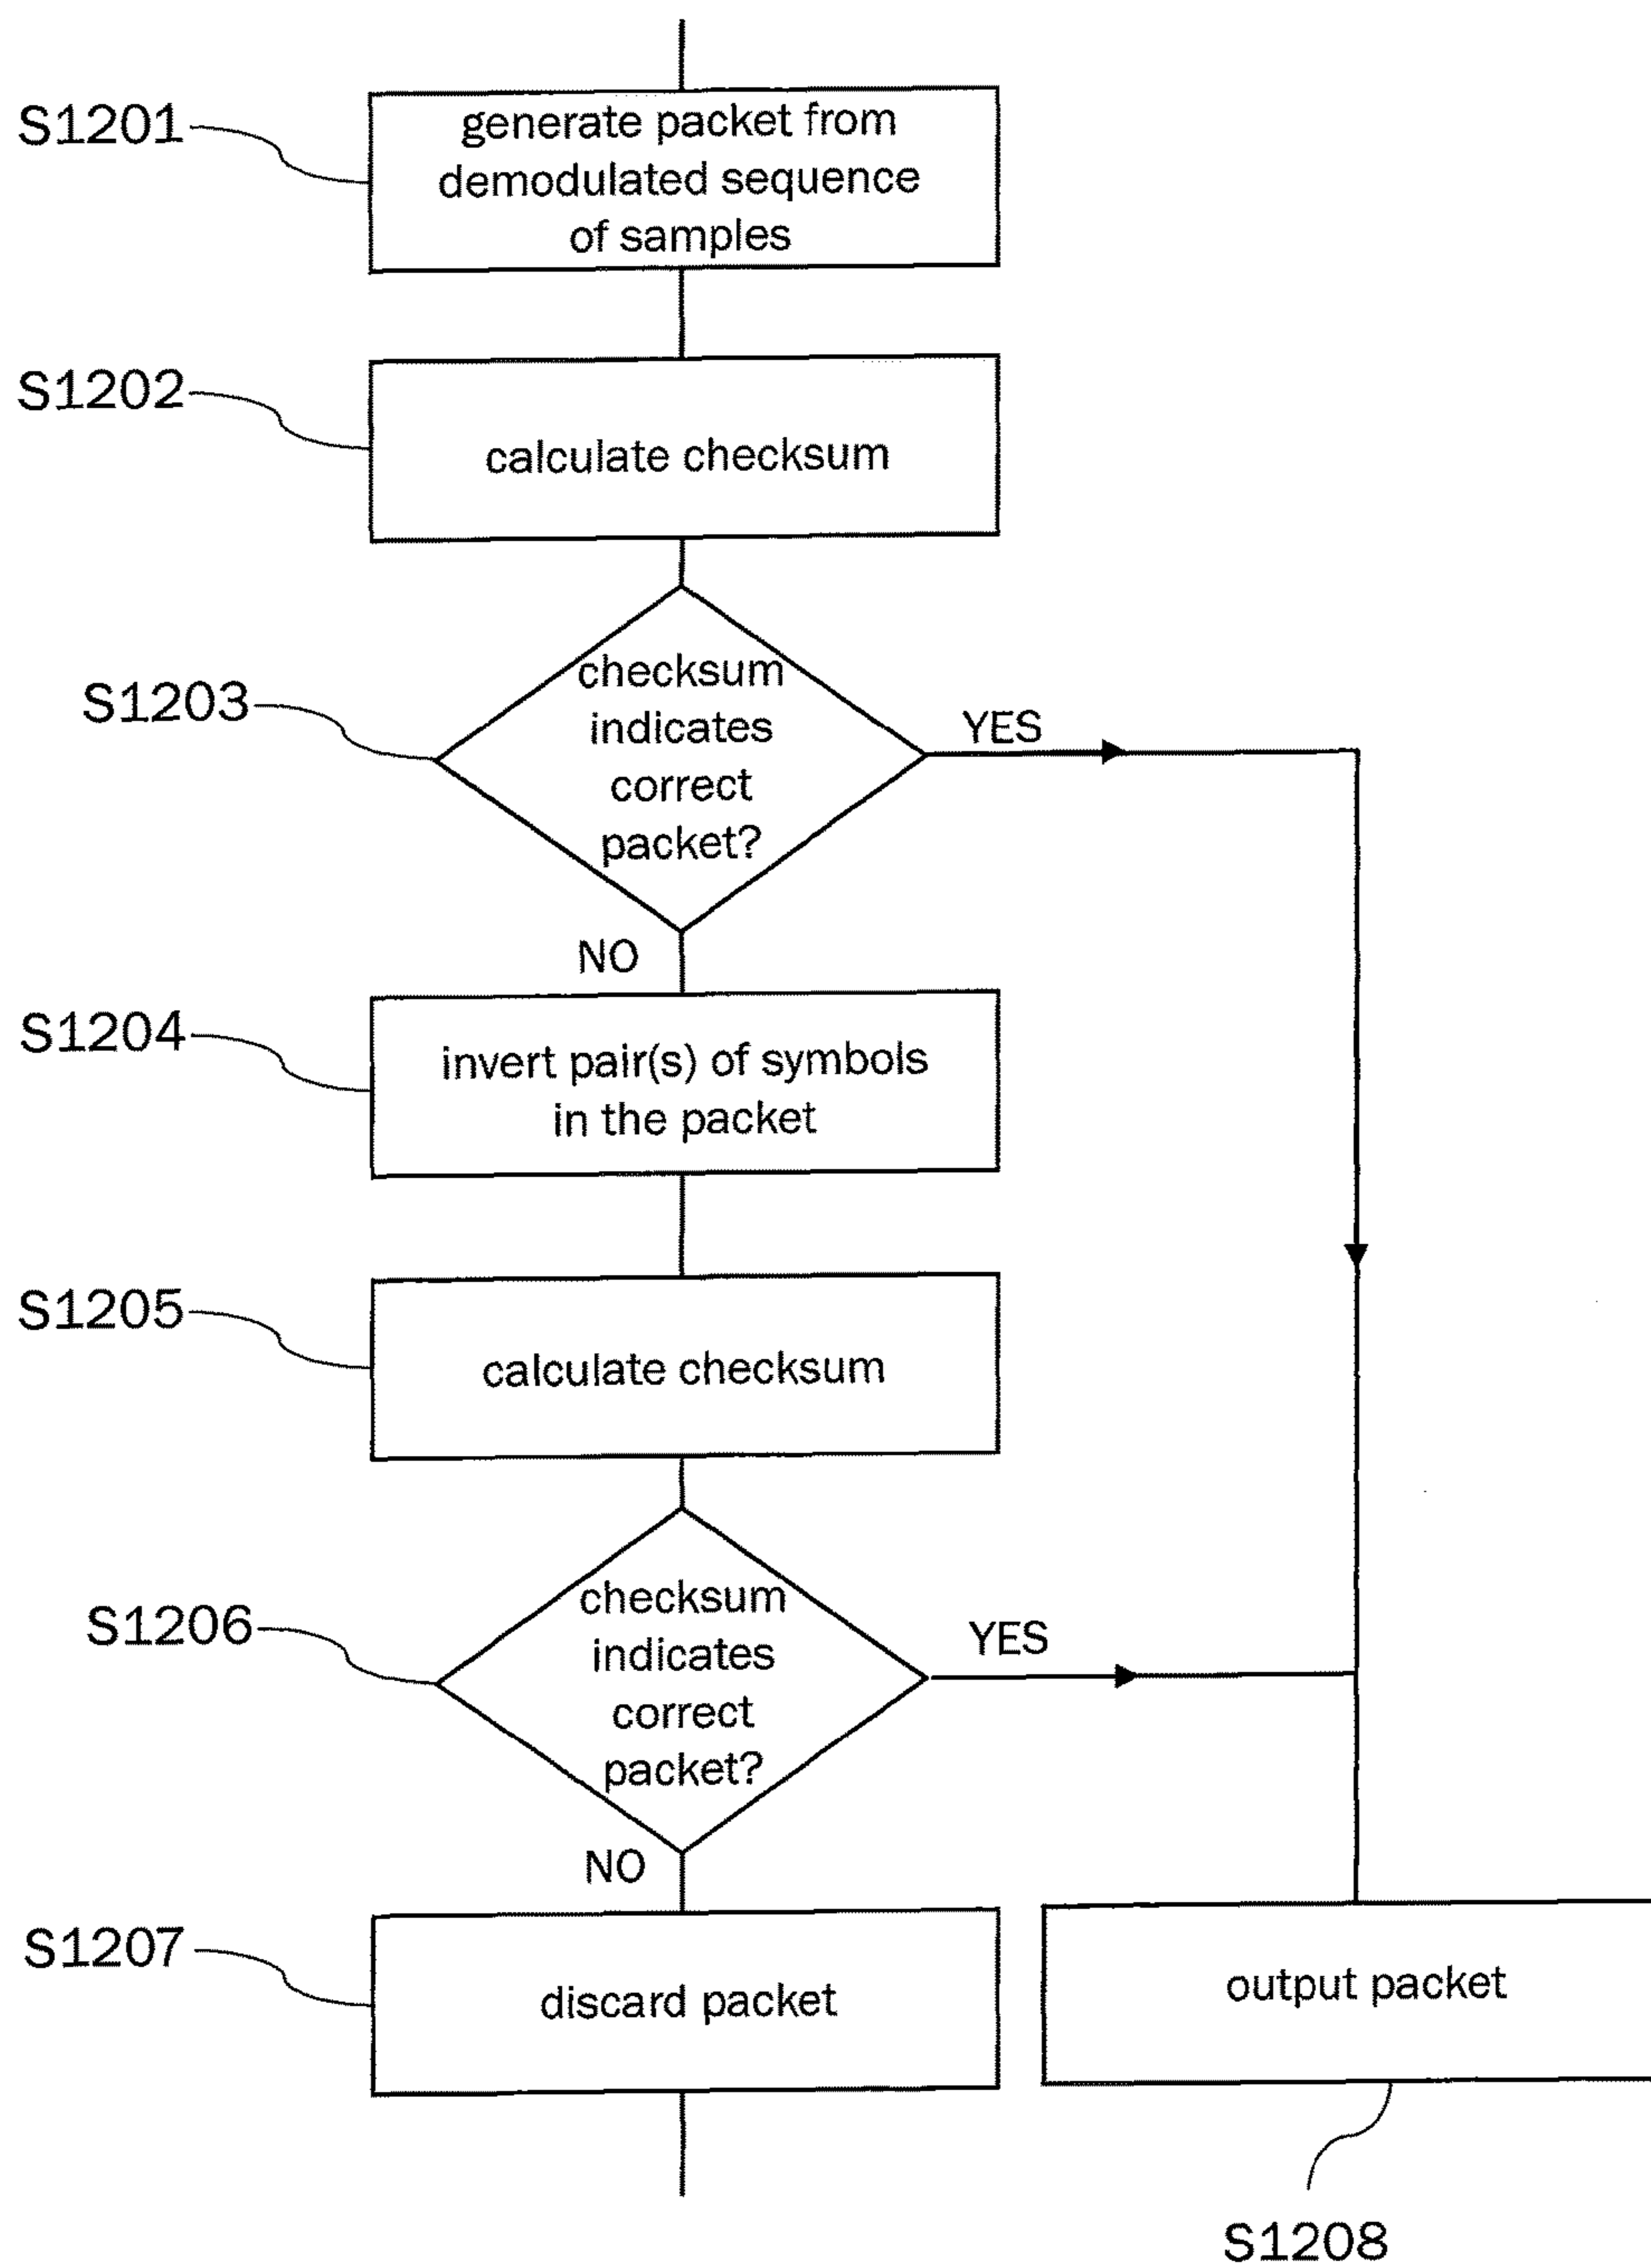 S1201
generate packet from
demodulated sequence
of samples
S1202
calculate checksum
S1203
checksum
indicates
correct
packet?
YES
NO
S1204
invert pair(s) of symbols
in the packet
S1205
calculate checksum
S1206
checksum
indicates
correct
packet?
YES
NO
S1207
discard packet
output packet
S1208